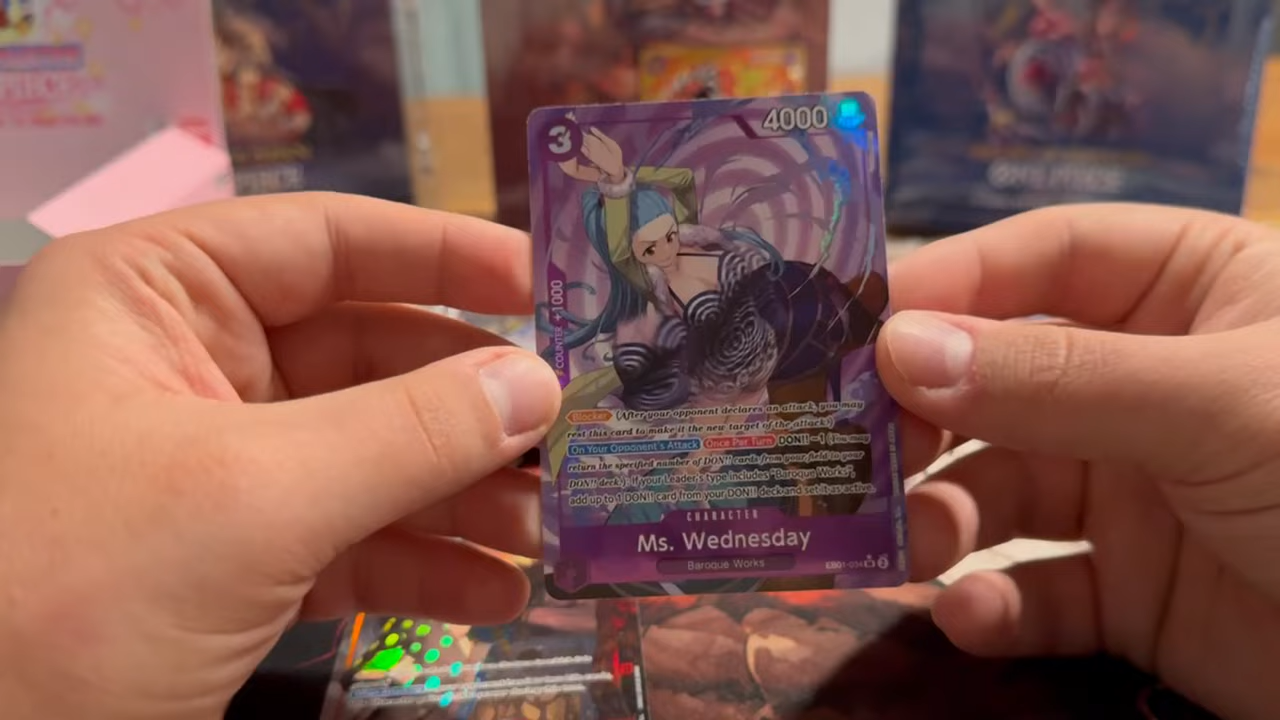 3
4000
COUNTER +1000
Blocker (After your opponent declares an attack, you may
rest this card to make it the new target of the attack.)
On Your Opponent's Attack Once Per Turn DON!! −1 (You may
return the specified number of DON!! cards from your field to your
DON!! deck.): If your Leader's type includes "Baroque Works",
add up to 1 DON!! card from your DON!! deck and set it as active.
CHARACTER
Ms. Wednesday
Baroque Works
EB01-034